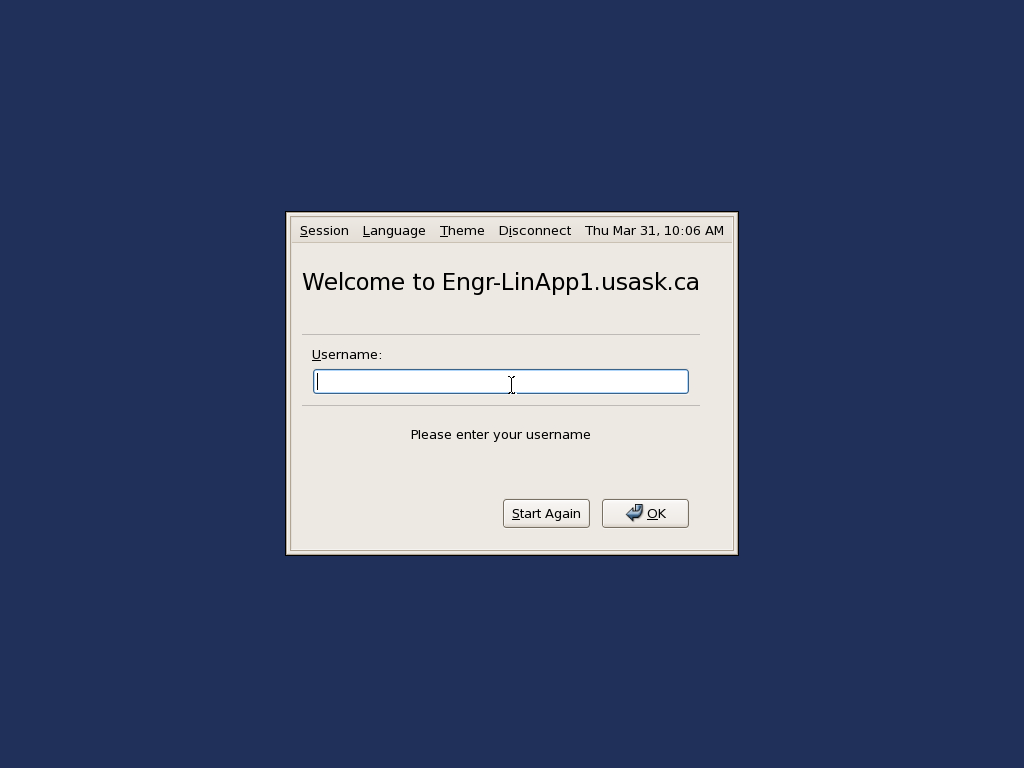 Session Language Theme Disconnect Thu Mar 31, 10:06 AM
Welcome to Engr-LinApp1.usask.ca
Username:
Please enter your username
Start Again OK